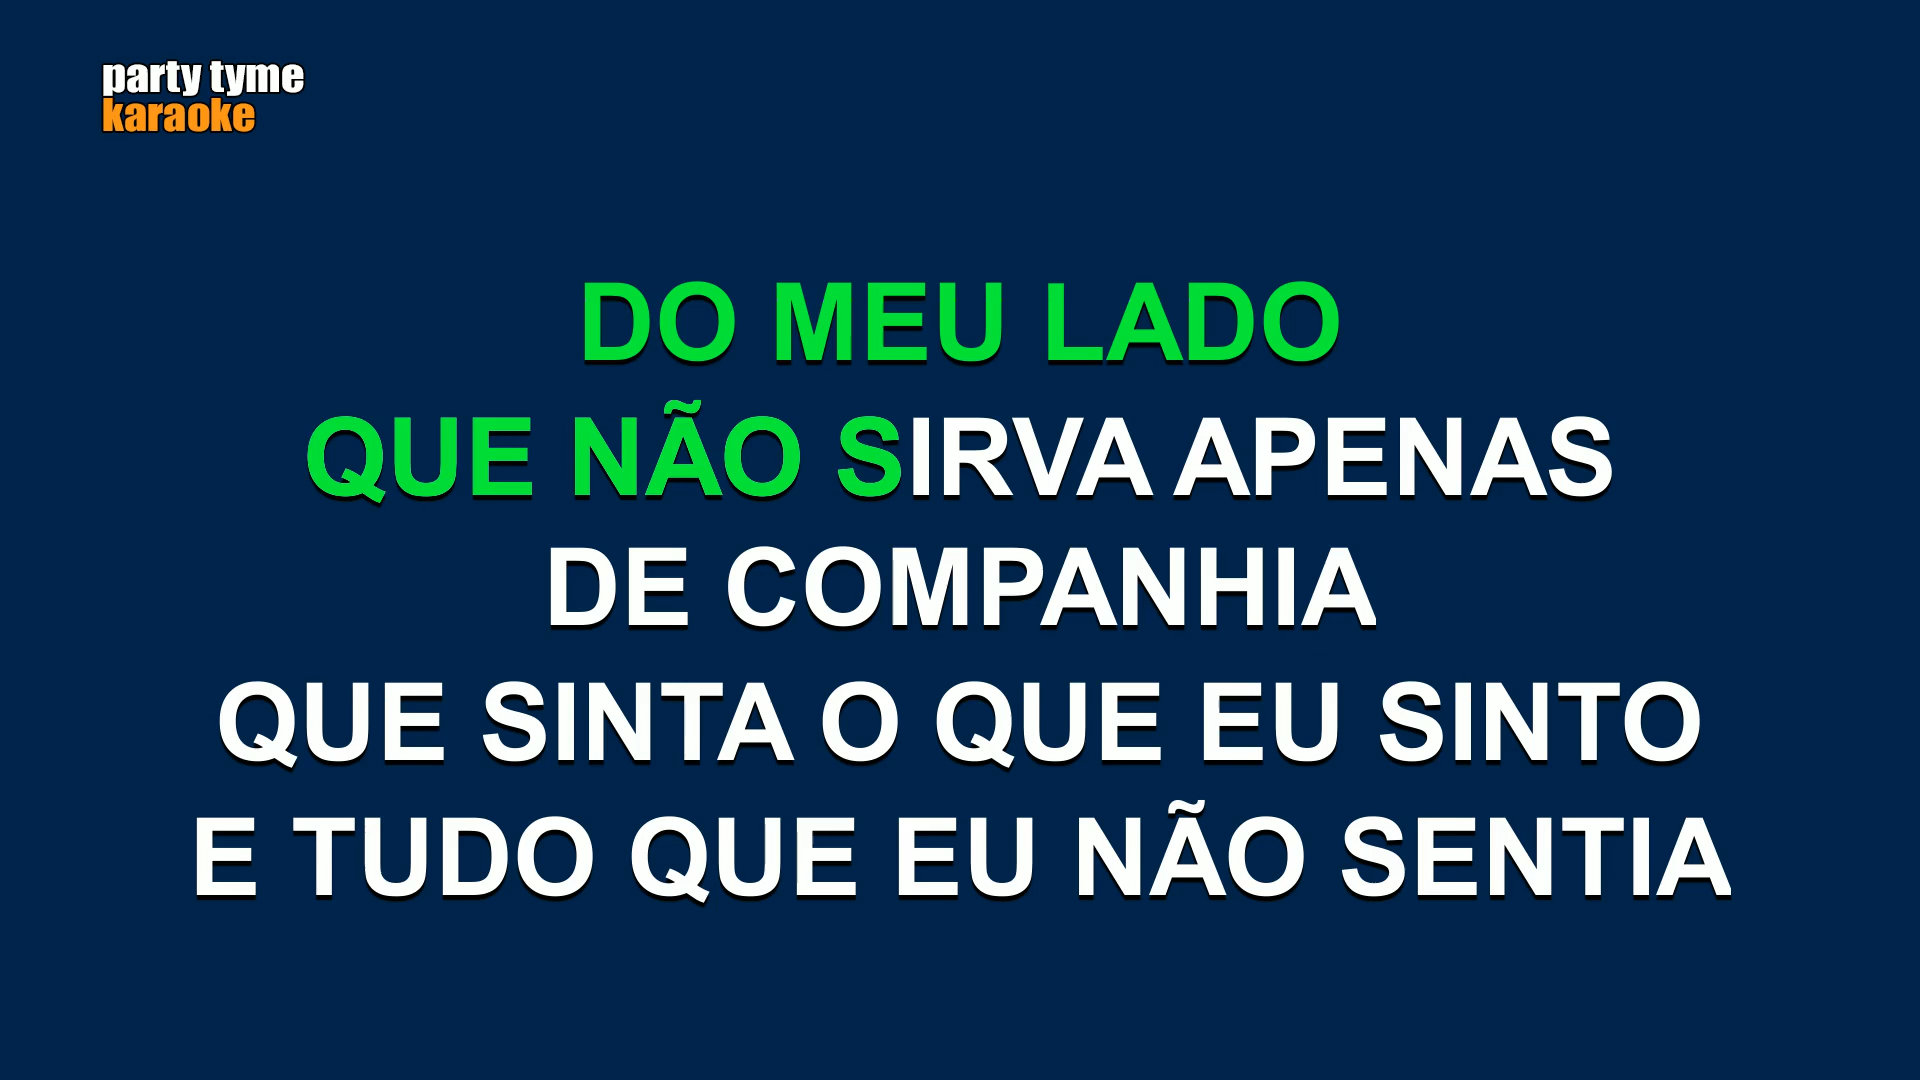 party tyme
karaoke
DO MEU LADO
QUE NÃO SIRVA APENAS
DE COMPANHIA
QUE SINTA O QUE EU SINTO
E TUDO QUE EU NÃO SENTIA